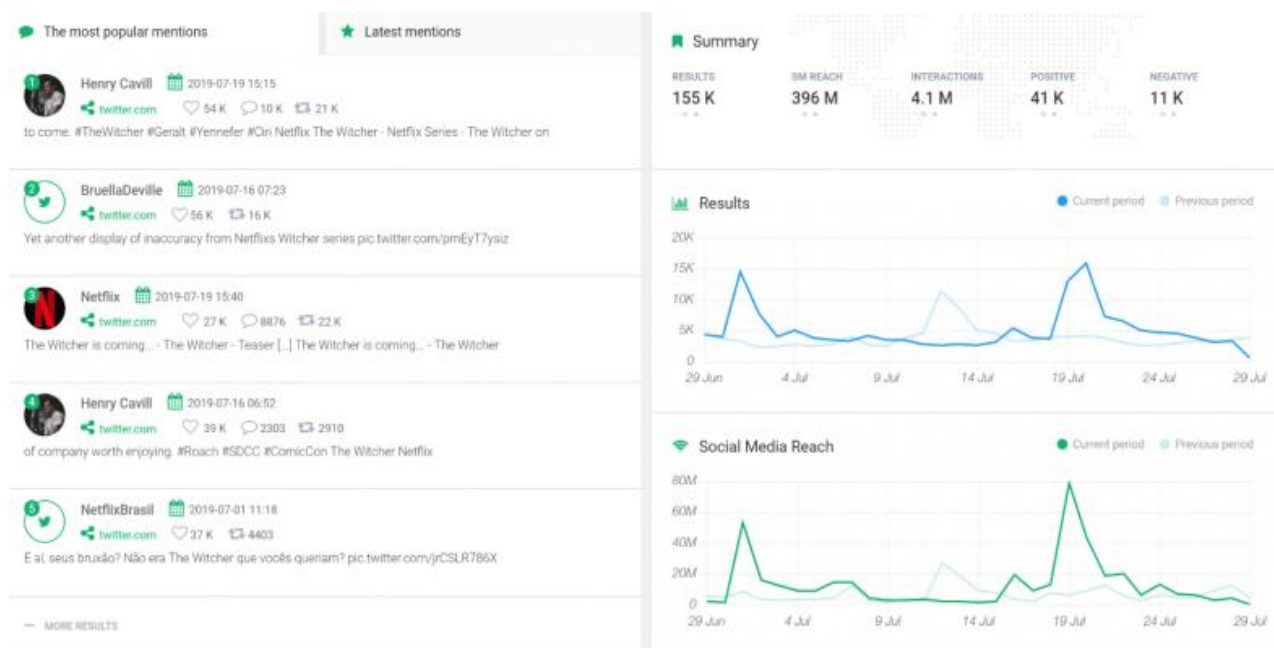 The most popular mentions
Latest mentions
1
Henry Cavill 2019-07-19 15:15
twitter.com 54 K 10 K 21 K
to come. #TheWitcher #Geralt #Yennefer #Ciri Netflix The Witcher - Netflix Series - The Witcher on
2
BruellaDeville 2019-07-16 07:23
twitter.com 56 K 16 K
Yet another display of inaccuracy from Netflixs Witcher series pic.twitter.com/pmEyT7ysiz
3
Netflix 2019-07-19 15:40
twitter.com 27 K 8876 22 K
The Witcher is coming... - The Witcher - Teaser [...] The Witcher is coming... - The Witcher
4
Henry Cavill 2019-07-16 06:52
twitter.com 39 K 2303 2910
of company worth enjoying. #Roach #SDCC #ComicCon The Witcher Netflix
5
NetflixBrasil 2019-07-01 11:18
twitter.com 37 K 4403
E aí, seus bruxão? Não era The Witcher que vocês queriam? pic.twitter.com/jrCSLR786X
MORE RESULTS
Summary
RESULTS SM REACH INTERACTIONS POSITIVE NEGATIVE
155 K 396 M 4.1 M 41 K 11 K
Results
Current period Previous period
20K
15K
10K
5K
0
29 Jun 4 Jul 9 Jul 14 Jul 19 Jul 24 Jul 29 Jul
Social Media Reach
Current period Previous period
80M
60M
40M
20M
0
29 Jun 4 Jul 9 Jul 14 Jul 19 Jul 24 Jul 29 Jul